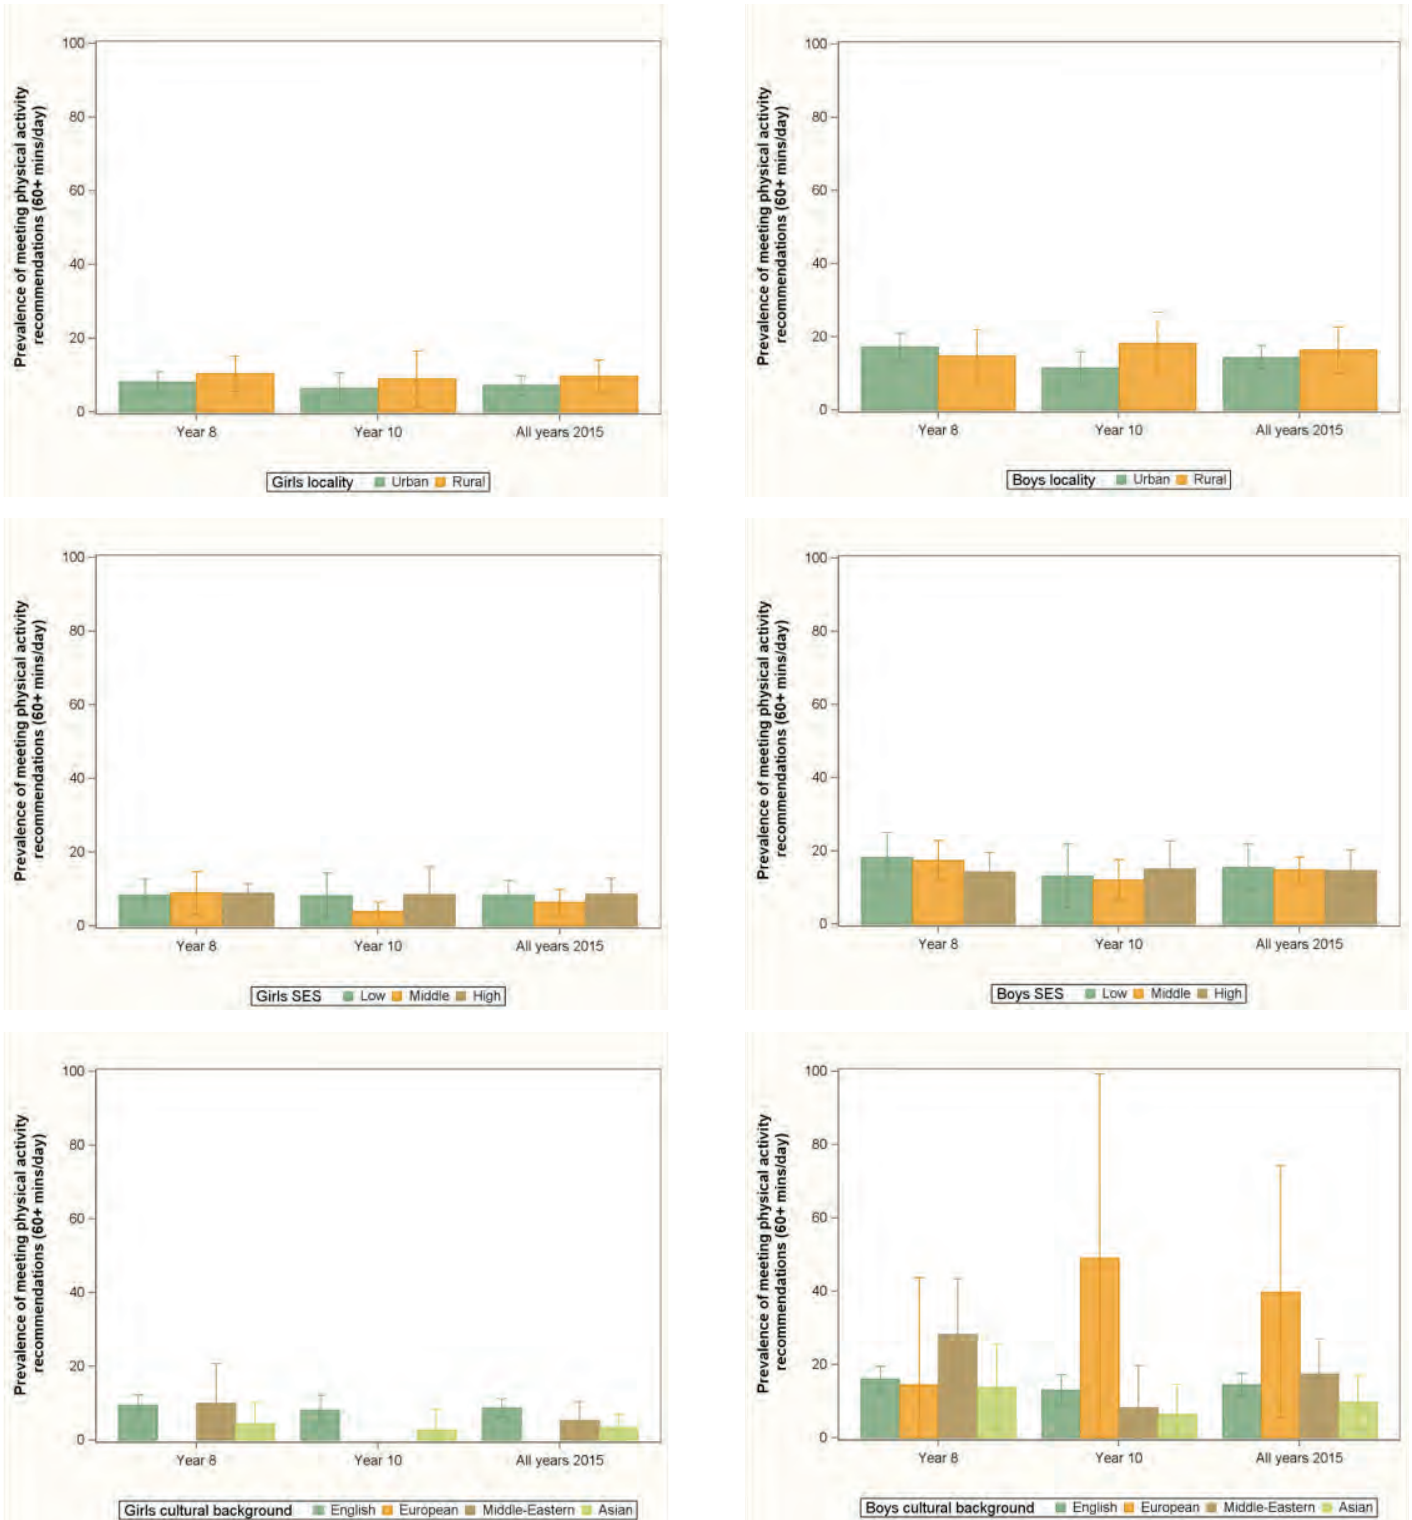 Prevalence of meeting physical activity
recommendations (60+ mins/day)
100
80
60
40
20
0
Year 8 Year 10 All years 2015
Girls locality Urban Rural
Prevalence of meeting physical activity
recommendations (60+ mins/day)
100
80
60
40
20
0
Year 8 Year 10 All years 2015
Boys locality Urban Rural
Prevalence of meeting physical activity
recommendations (60+ mins/day)
100
80
60
40
20
0
Year 8 Year 10 All years 2015
Girls SES Low Middle High
Prevalence of meeting physical activity
recommendations (60+ mins/day)
100
80
60
40
20
0
Year 8 Year 10 All years 2015
Boys SES Low Middle High
Prevalence of meeting physical activity
recommendations (60+ mins/day)
100
80
60
40
20
0
Year 8 Year 10 All years 2015
Girls cultural background English European Middle-Eastern Asian
Prevalence of meeting physical activity
recommendations (60+ mins/day)
100
80
60
40
20
0
Year 8 Year 10 All years 2015
Boys cultural background English European Middle-Eastern Asian